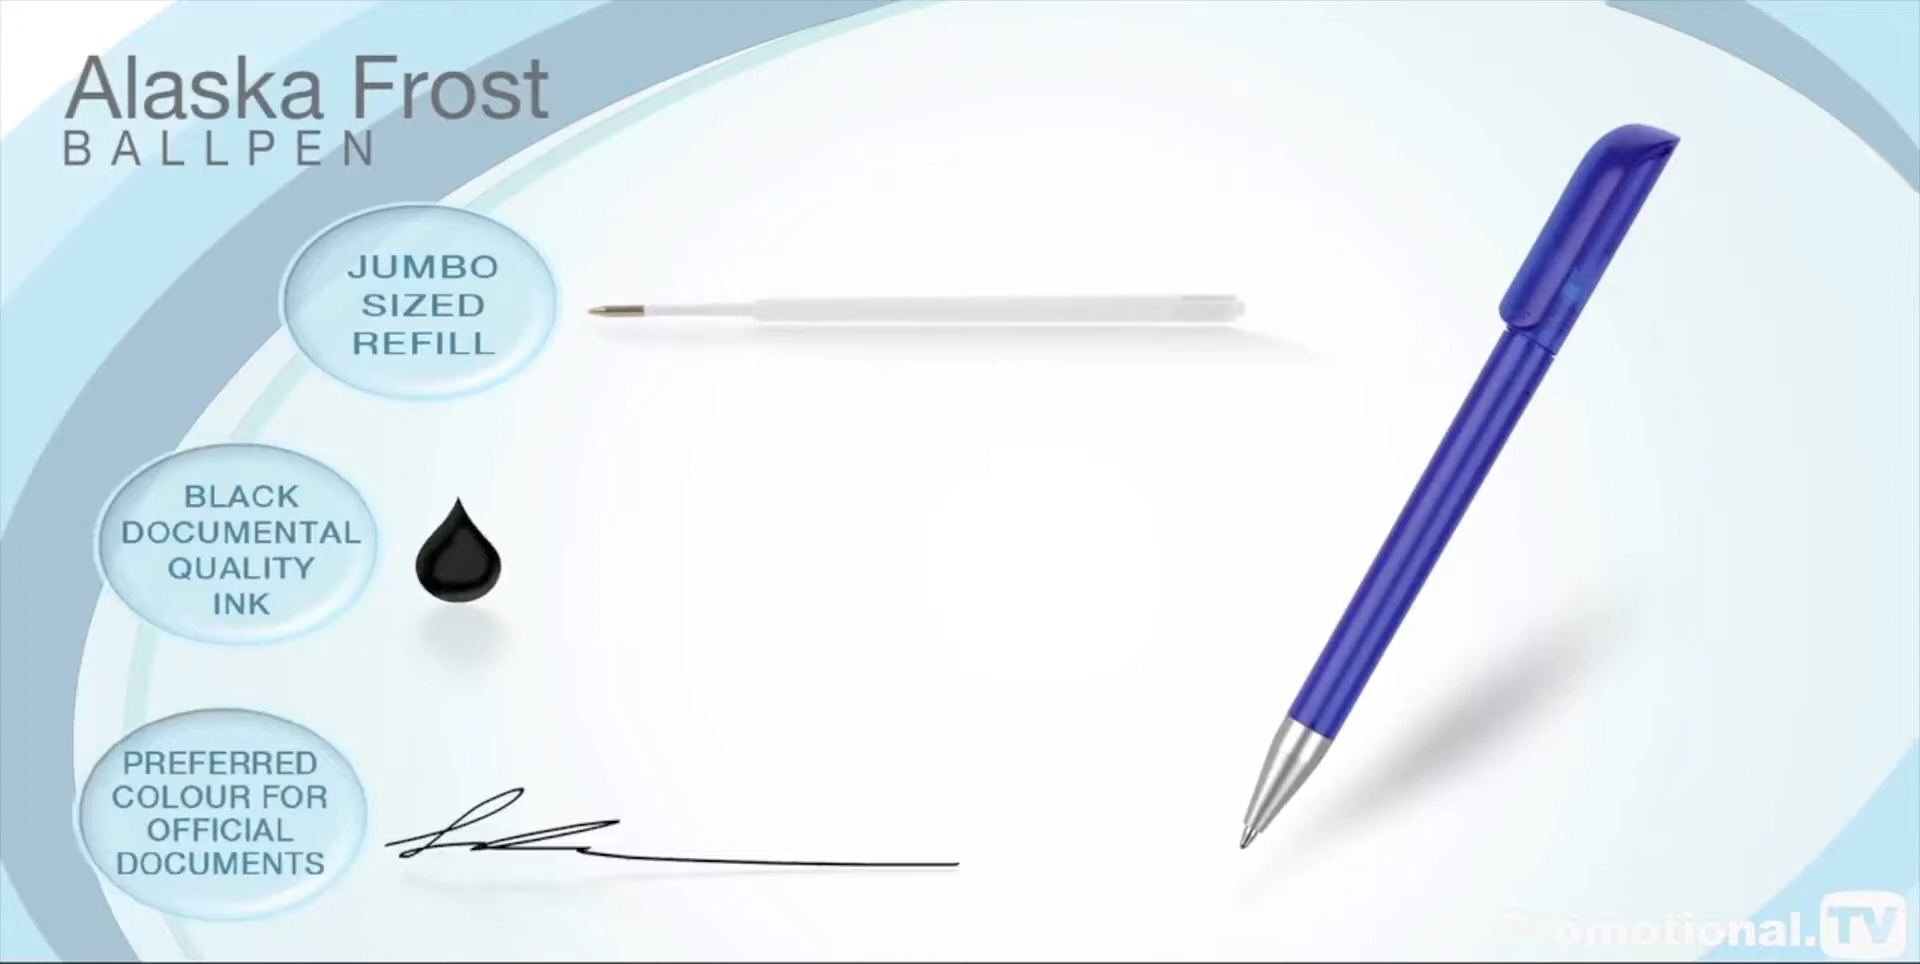 Alaska Frost
BALLPEN
JUMBO
SIZED
REFILL
BLACK
DOCUMENTAL
QUALITY
INK
PREFERRED
COLOUR FOR
OFFICIAL
DOCUMENTS
Promotional.TV